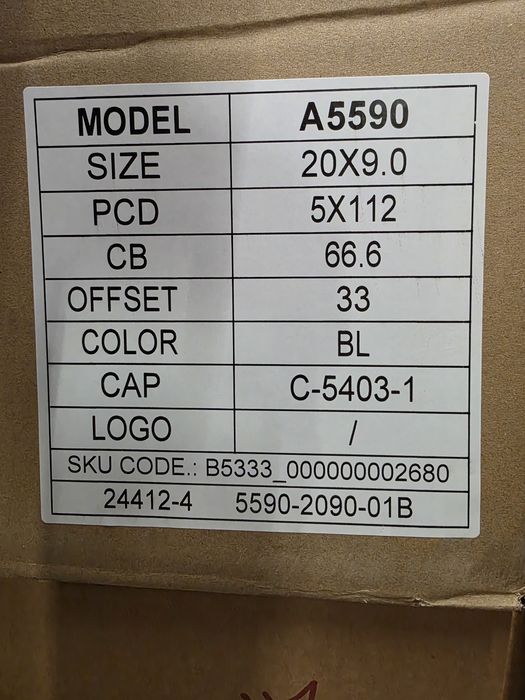 MODEL A5590
SIZE 20X9.0
PCD 5X112
CB 66.6
OFFSET 33
COLOR BL
CAP C-5403-1
LOGO /
SKU CODE.: B5333_000000002680
24412-4 5590-2090-01B